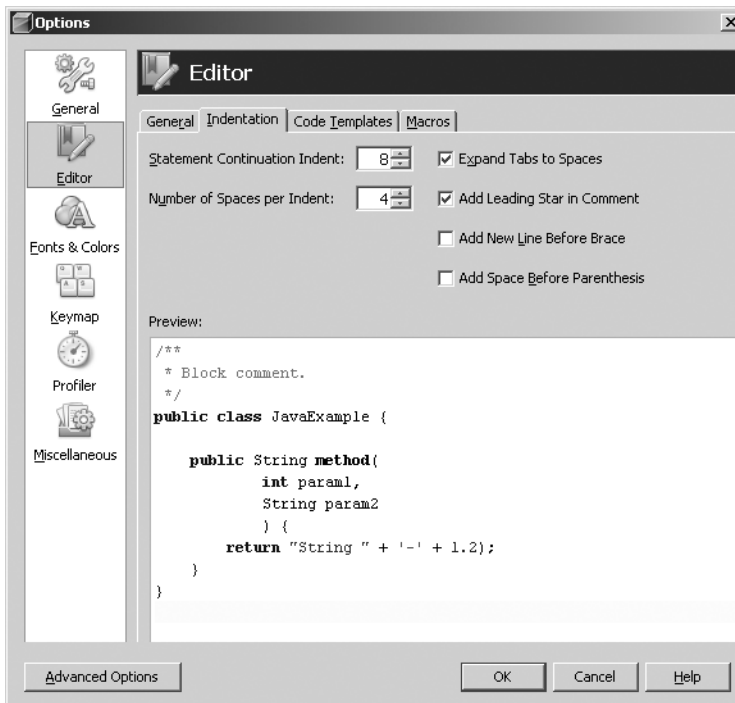 Options
General
Editor
Fonts & Colors
Keymap
Profiler
Miscellaneous
Editor
General Indentation Code Templates Macros
Statement Continuation Indent: 8 Expand Tabs to Spaces
Number of Spaces per Indent: 4 Add Leading Star in Comment
Add New Line Before Brace
Add Space Before Parenthesis
Preview:
/**
 * Block comment.
 */
public class JavaExample {
    public String method(
            int param1,
            String param2
            ) {
        return "String " + '-' + 1.2);
    }
}
Advanced Options OK Cancel Help